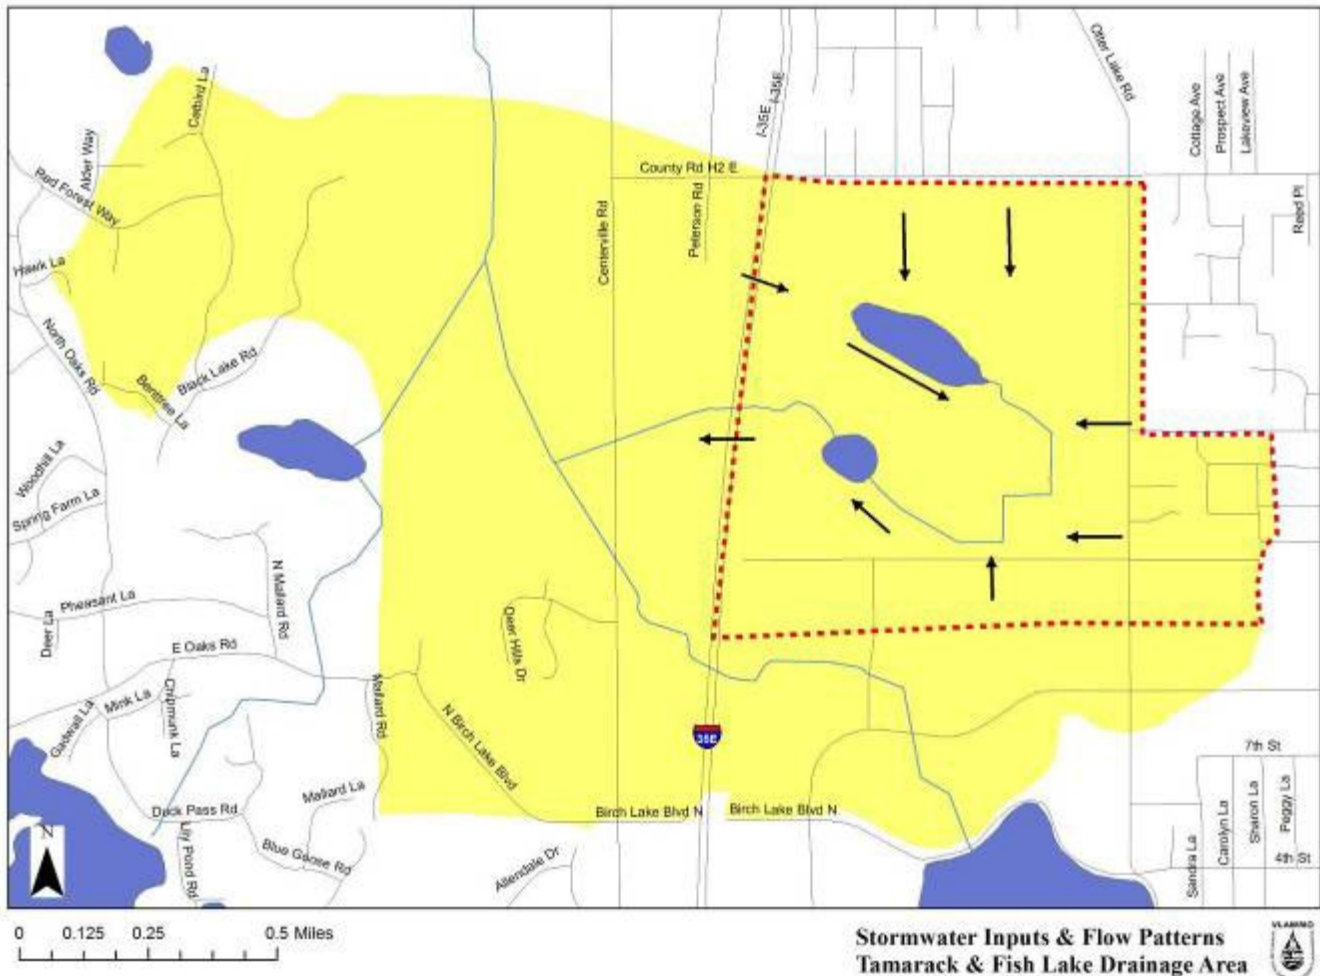 Otter Lake Rd
Catbird La
I-35E
I-35E
Cottage Ave
Prospect Ave
Lakeview Ave
Alder Way
County Rd H2 E
Red Forest Way
Peterson Rd
Reed Pl
Centerville Rd
Hawk La
North Oaks Rd
Black Lake Rd
Benttree La
Woodhill La
Spring Farm La
N Mallard Rd
Pheasant La
Deer La
Deer Hills Dr
E Oaks Rd
Mallard Rd
Mink La
Chipmunk La
Gadwall La
N Birch Lake Blvd
35E
7th St
Mallard La
Duck Pass Rd
Birch Lake Blvd N
Birch Lake Blvd N
Lily Pond Rd
Blue Goose Rd
Allendale Dr
Sandra La
Carolyn La
Sharon La
Peggy La
4th St
N
0 0.125 0.25 0.5 Miles
Stormwater Inputs & Flow Patterns
Tamarack & Fish Lake Drainage Area
VLAWMO